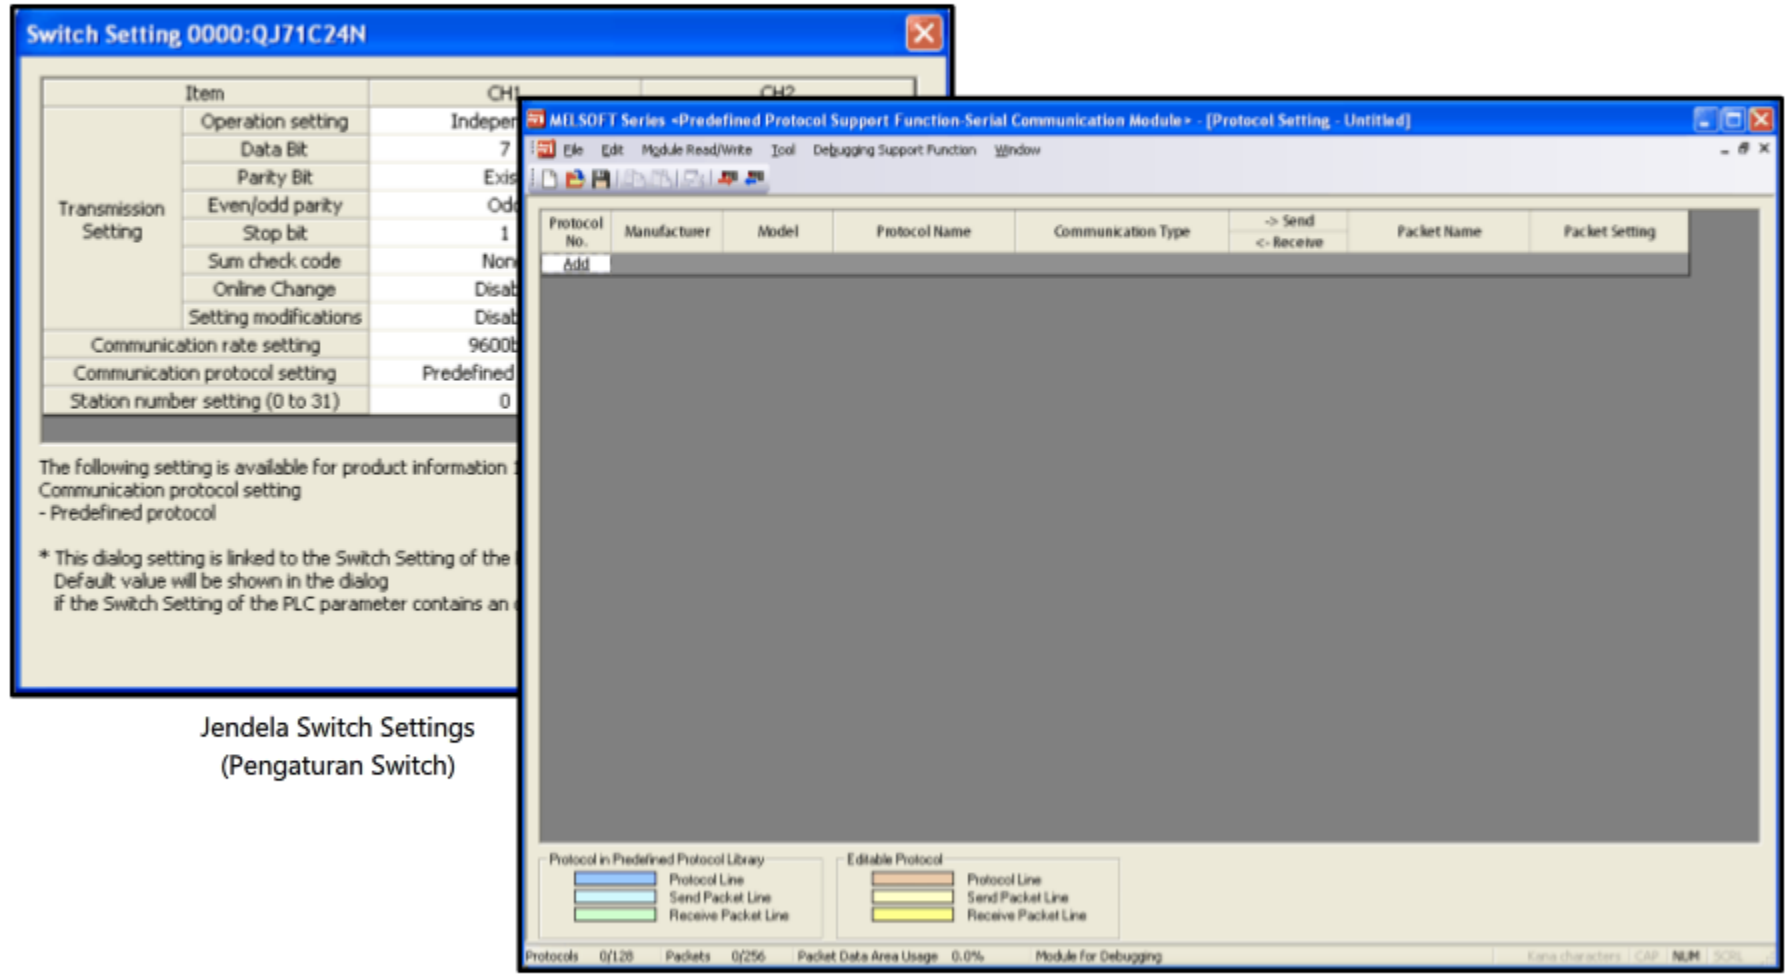 Switch Setting 0000:QJ71C24N
Item CH1 CH2
Transmission Setting
Operation setting Indepen
Data Bit 7
Parity Bit Exis
Even/odd parity Odd
Stop bit 1
Sum check code Non
Online Change Disab
Setting modifications Disab
Communication rate setting 9600b
Communication protocol setting Predefined
Station number setting (0 to 31) 0
The following setting is available for product information
Communication protocol setting
- Predefined protocol
* This dialog setting is linked to the Switch Setting of the
Default value will be shown in the dialog
if the Switch Setting of the PLC parameter contains an
Jendela Switch Settings
(Pengaturan Switch)
MELSOFT Series <Predefined Protocol Support Function-Serial Communication Module> - [Protocol Setting - Untitled]
File Edit Module Read/Write Tool Debugging Support Function Window
Protocol No. Manufacturer Model Protocol Name Communication Type -> Send <- Receive Packet Name Packet Setting
Add
Protocol in Predefined Protocol Library
Protocol Line
Send Packet Line
Receive Packet Line
Editable Protocol
Protocol Line
Send Packet Line
Receive Packet Line
Protocols 0/128 Packets 0/256 Packet Data Area Usage 0.0% Module for Debugging Kana characters CAP NUM SCRL